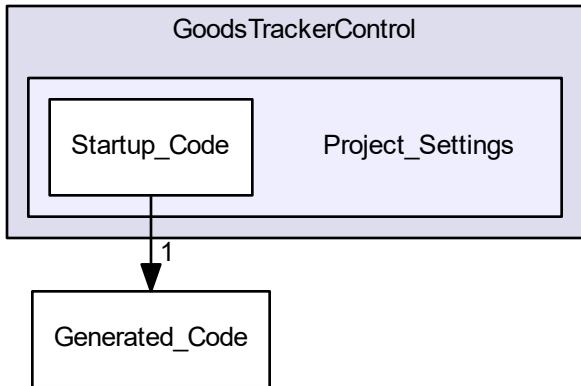 GoodsTrackerControl
Startup_Code
Project_Settings
1
Generated_Code